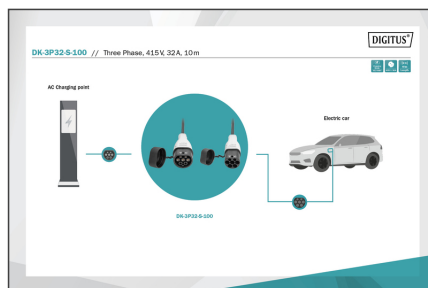 DIGITUS®
DK-3P32-S-100 // Three Phase, 415 V, 32 A, 10 m
AC Charging point
Electric car
DK-3P32-S-100